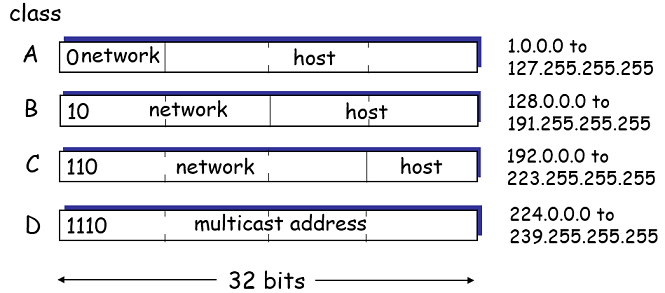 class
A 0 network host 1.0.0.0 to
127.255.255.255
B 10 network host 128.0.0.0 to
191.255.255.255
C 110 network host 192.0.0.0 to
223.255.255.255
D 1110 multicast address 224.0.0.0 to
239.255.255.255
32 bits